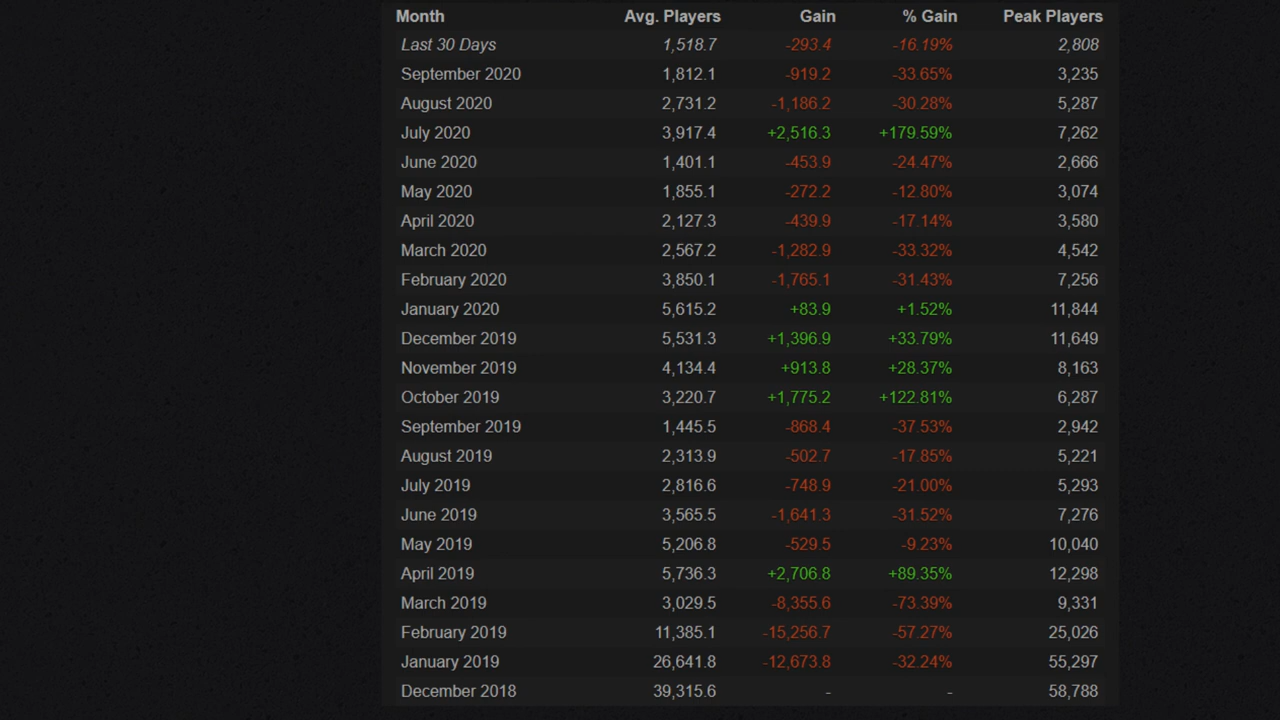 Month Avg. Players Gain % Gain Peak Players
Last 30 Days 1,518.7 -293.4 -16.19% 2,808
September 2020 1,812.1 -919.2 -33.65% 3,235
August 2020 2,731.2 -1,186.2 -30.28% 5,287
July 2020 3,917.4 +2,516.3 +179.59% 7,262
June 2020 1,401.1 -453.9 -24.47% 2,666
May 2020 1,855.1 -272.2 -12.80% 3,074
April 2020 2,127.3 -439.9 -17.14% 3,580
March 2020 2,567.2 -1,282.9 -33.32% 4,542
February 2020 3,850.1 -1,765.1 -31.43% 7,256
January 2020 5,615.2 +83.9 +1.52% 11,844
December 2019 5,531.3 +1,396.9 +33.79% 11,649
November 2019 4,134.4 +913.8 +28.37% 8,163
October 2019 3,220.7 +1,775.2 +122.81% 6,287
September 2019 1,445.5 -868.4 -37.53% 2,942
August 2019 2,313.9 -502.7 -17.85% 5,221
July 2019 2,816.6 -748.9 -21.00% 5,293
June 2019 3,565.5 -1,641.3 -31.52% 7,276
May 2019 5,206.8 -529.5 -9.23% 10,040
April 2019 5,736.3 +2,706.8 +89.35% 12,298
March 2019 3,029.5 -8,355.6 -73.39% 9,331
February 2019 11,385.1 -15,256.7 -57.27% 25,026
January 2019 26,641.8 -12,673.8 -32.24% 55,297
December 2018 39,315.6 - - 58,788